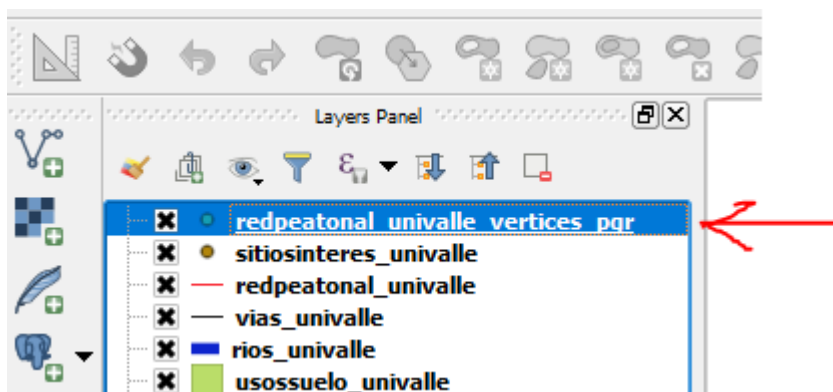 Layers Panel
redpeatonal_univalle_vertices_pgr
sitiosinteres_univalle
redpeatonal_univalle
vias_univalle
rios_univalle
usossuelo_univalle